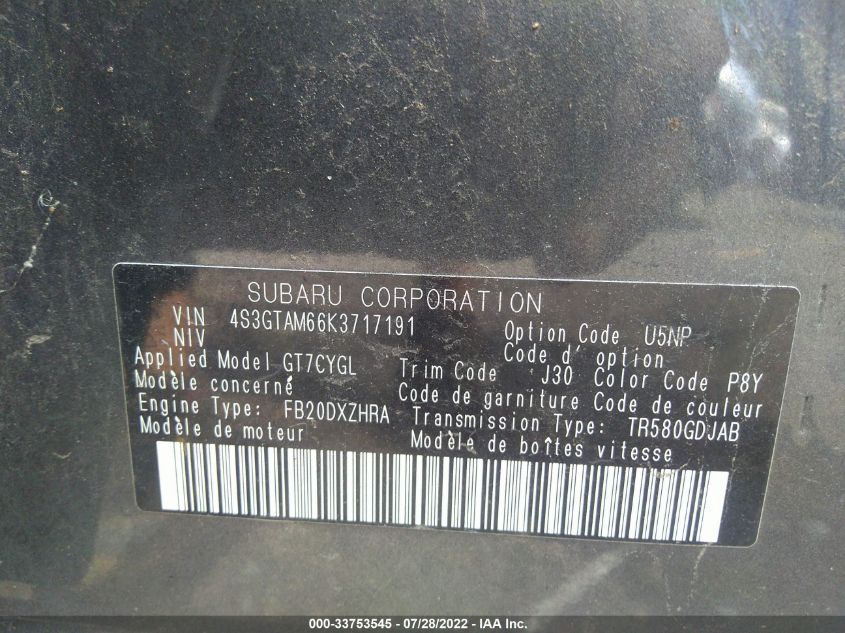 SUBARU CORPORATION
VIN 4S3GTAM66K3717191 Option Code U5NP
NIV Code d' option
Applied Model GT7CYGL Trim Code J30 Color Code P8Y
Modèle concerné Code de garniture Code de couleur
Engine Type: FB20DXZHRA Transmission Type: TR580GDJAB
Modèle de moteur Modèle de boîtes vitesse
000-33753545 - 07/28/2022 - IAA Inc.